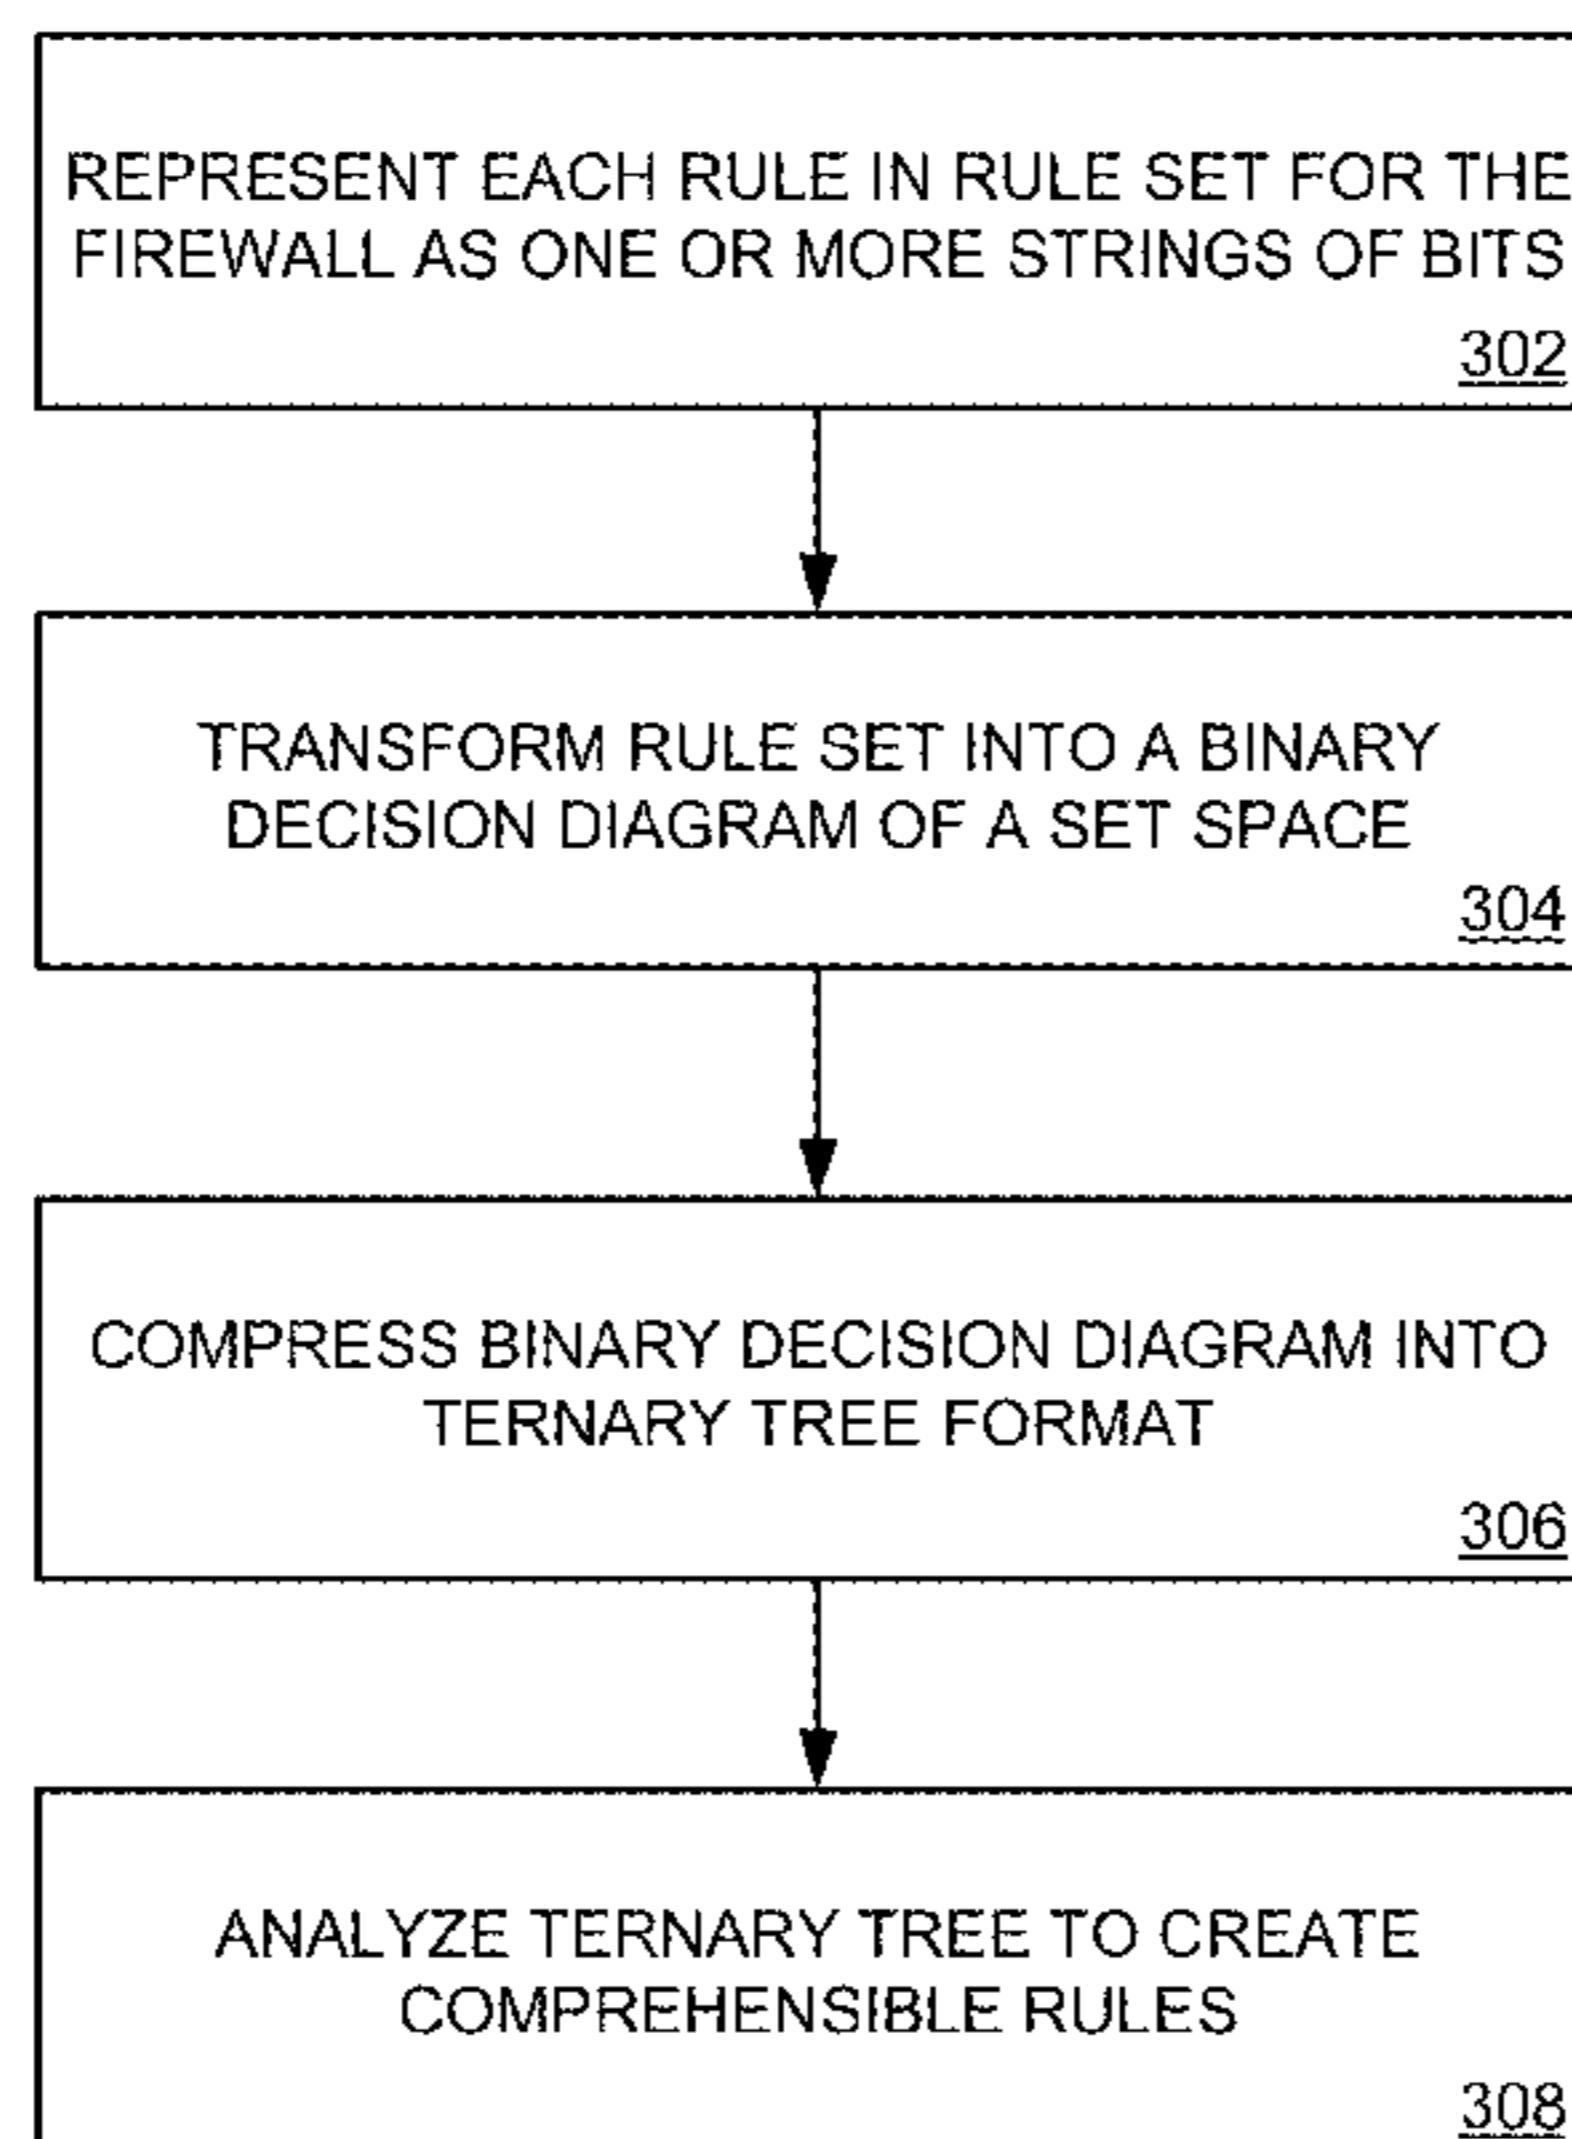 REPRESENT EACH RULE IN RULE SET FOR THE
FIREWALL AS ONE OR MORE STRINGS OF BITS
302
TRANSFORM RULE SET INTO A BINARY
DECISION DIAGRAM OF A SET SPACE
304
COMPRESS BINARY DECISION DIAGRAM INTO
TERNARY TREE FORMAT
306
ANALYZE TERNARY TREE TO CREATE
COMPREHENSIBLE RULES
308